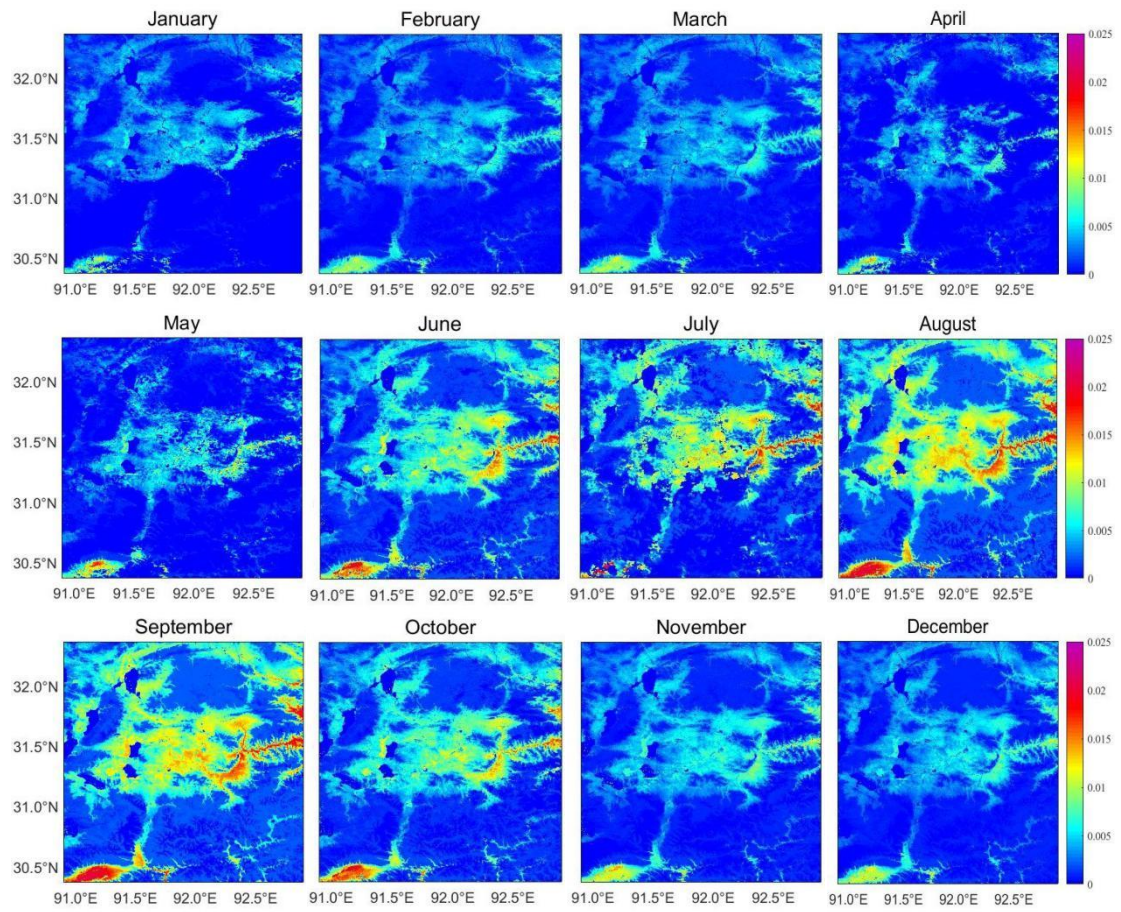 January February March April
0.025
32.0°N
0.02
31.5°N
0.015
0.01
31.0°N
0.005
30.5°N
0
91.0°E 91.5°E 92.0°E 92.5°E 91.0°E 91.5°E 92.0°E 92.5°E 91.0°E 91.5°E 92.0°E 92.5°E 91.0°E 91.5°E 92.0°E 92.5°E
May June July August
0.025
32.0°N
0.02
31.5°N
0.015
0.01
31.0°N
0.005
30.5°N
0
91.0°E 91.5°E 92.0°E 92.5°E 91.0°E 91.5°E 92.0°E 92.5°E 91.0°E 91.5°E 92.0°E 92.5°E 91.0°E 91.5°E 92.0°E 92.5°E
September October November December
0.025
32.0°N
0.02
31.5°N
0.015
0.01
31.0°N
0.005
30.5°N
0
91.0°E 91.5°E 92.0°E 92.5°E 91.0°E 91.5°E 92.0°E 92.5°E 91.0°E 91.5°E 92.0°E 92.5°E 91.0°E 91.5°E 92.0°E 92.5°E